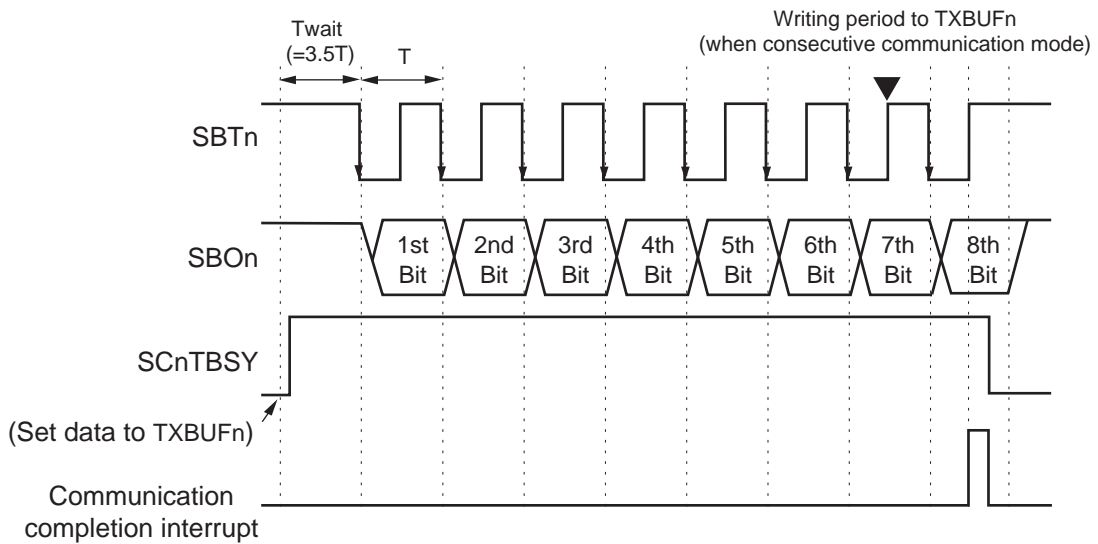 Writing period to TXBUFn
(when consecutive communication mode)
Twait
(=3.5T)
T
SBTn
SBOn
1st
Bit
2nd
Bit
3rd
Bit
4th
Bit
5th
Bit
6th
Bit
7th
Bit
8th
Bit
SCnTBSY
(Set data to TXBUFn)
Communication
completion interrupt